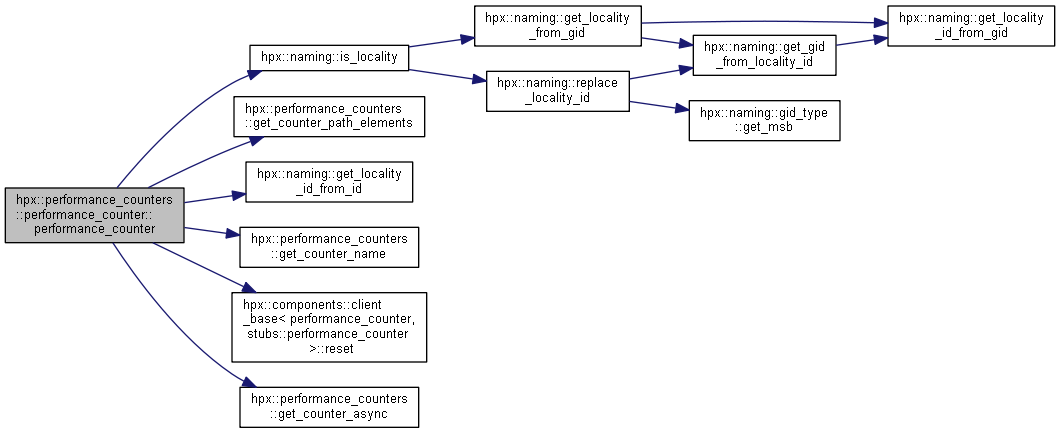 hpx::performance_counters
::performance_counter::
performance_counter
hpx::naming::is_locality
hpx::performance_counters
::get_counter_path_elements
hpx::naming::get_locality
_id_from_id
hpx::performance_counters
::get_counter_name
hpx::components::client
_base< performance_counter,
stubs::performance_counter
>::reset
hpx::performance_counters
::get_counter_async
hpx::naming::get_locality
_from_gid
hpx::naming::replace
_locality_id
hpx::naming::get_gid
_from_locality_id
hpx::naming::gid_type
::get_msb
hpx::naming::get_locality
_id_from_gid